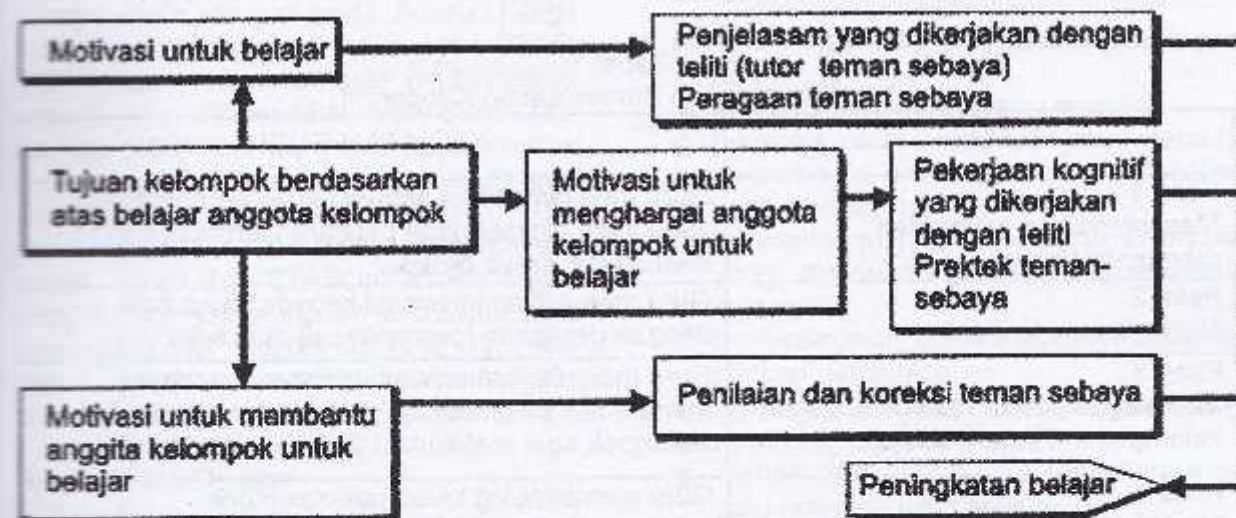 Motivasi untuk belajar
Penjelasam yang dikerjakan dengan
teliti (tutor teman sebaya)
Peragaan teman sebaya
Tujuan kelompok berdasarkan
atas belajar anggota kelompok
Motivasi untuk
menghargai anggota
kelompok untuk
belajar
Pekerjaan kognitif
yang dikerjakan
dengan teliti
Prektek teman-
sebaya
Motivasi untuk membantu
anggita kelompok untuk
belajar
Penilaian dan koreksi teman sebaya
Peningkatan belajar